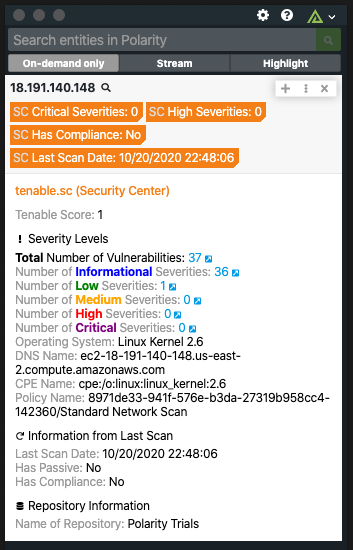 Search entities in Polarity
On-demand only Stream Highlight
18.191.140.148
SC Critical Severities: 0 SC High Severities: 0
SC Has Compliance: No
SC Last Scan Date: 10/20/2020 22:48:06
tenable.sc (Security Center)
Tenable Score: 1
Severity Levels
Total Number of Vulnerabilities: 37
Number of Informational Severities: 36
Number of Low Severities: 1
Number of Medium Severities: 0
Number of High Severities: 0
Number of Critical Severities: 0
Operating System: Linux Kernel 2.6
DNS Name: ec2-18-191-140-148.us-east-
2.compute.amazonaws.com
CPE Name: cpe:/o:linux:linux_kernel:2.6
Policy Name: 8971de33-941f-576e-b3da-27319b958cc4-
142360/Standard Network Scan
Information from Last Scan
Last Scan Date: 10/20/2020 22:48:06
Has Passive: No
Has Compliance: No
Repository Information
Name of Repository: Polarity Trials